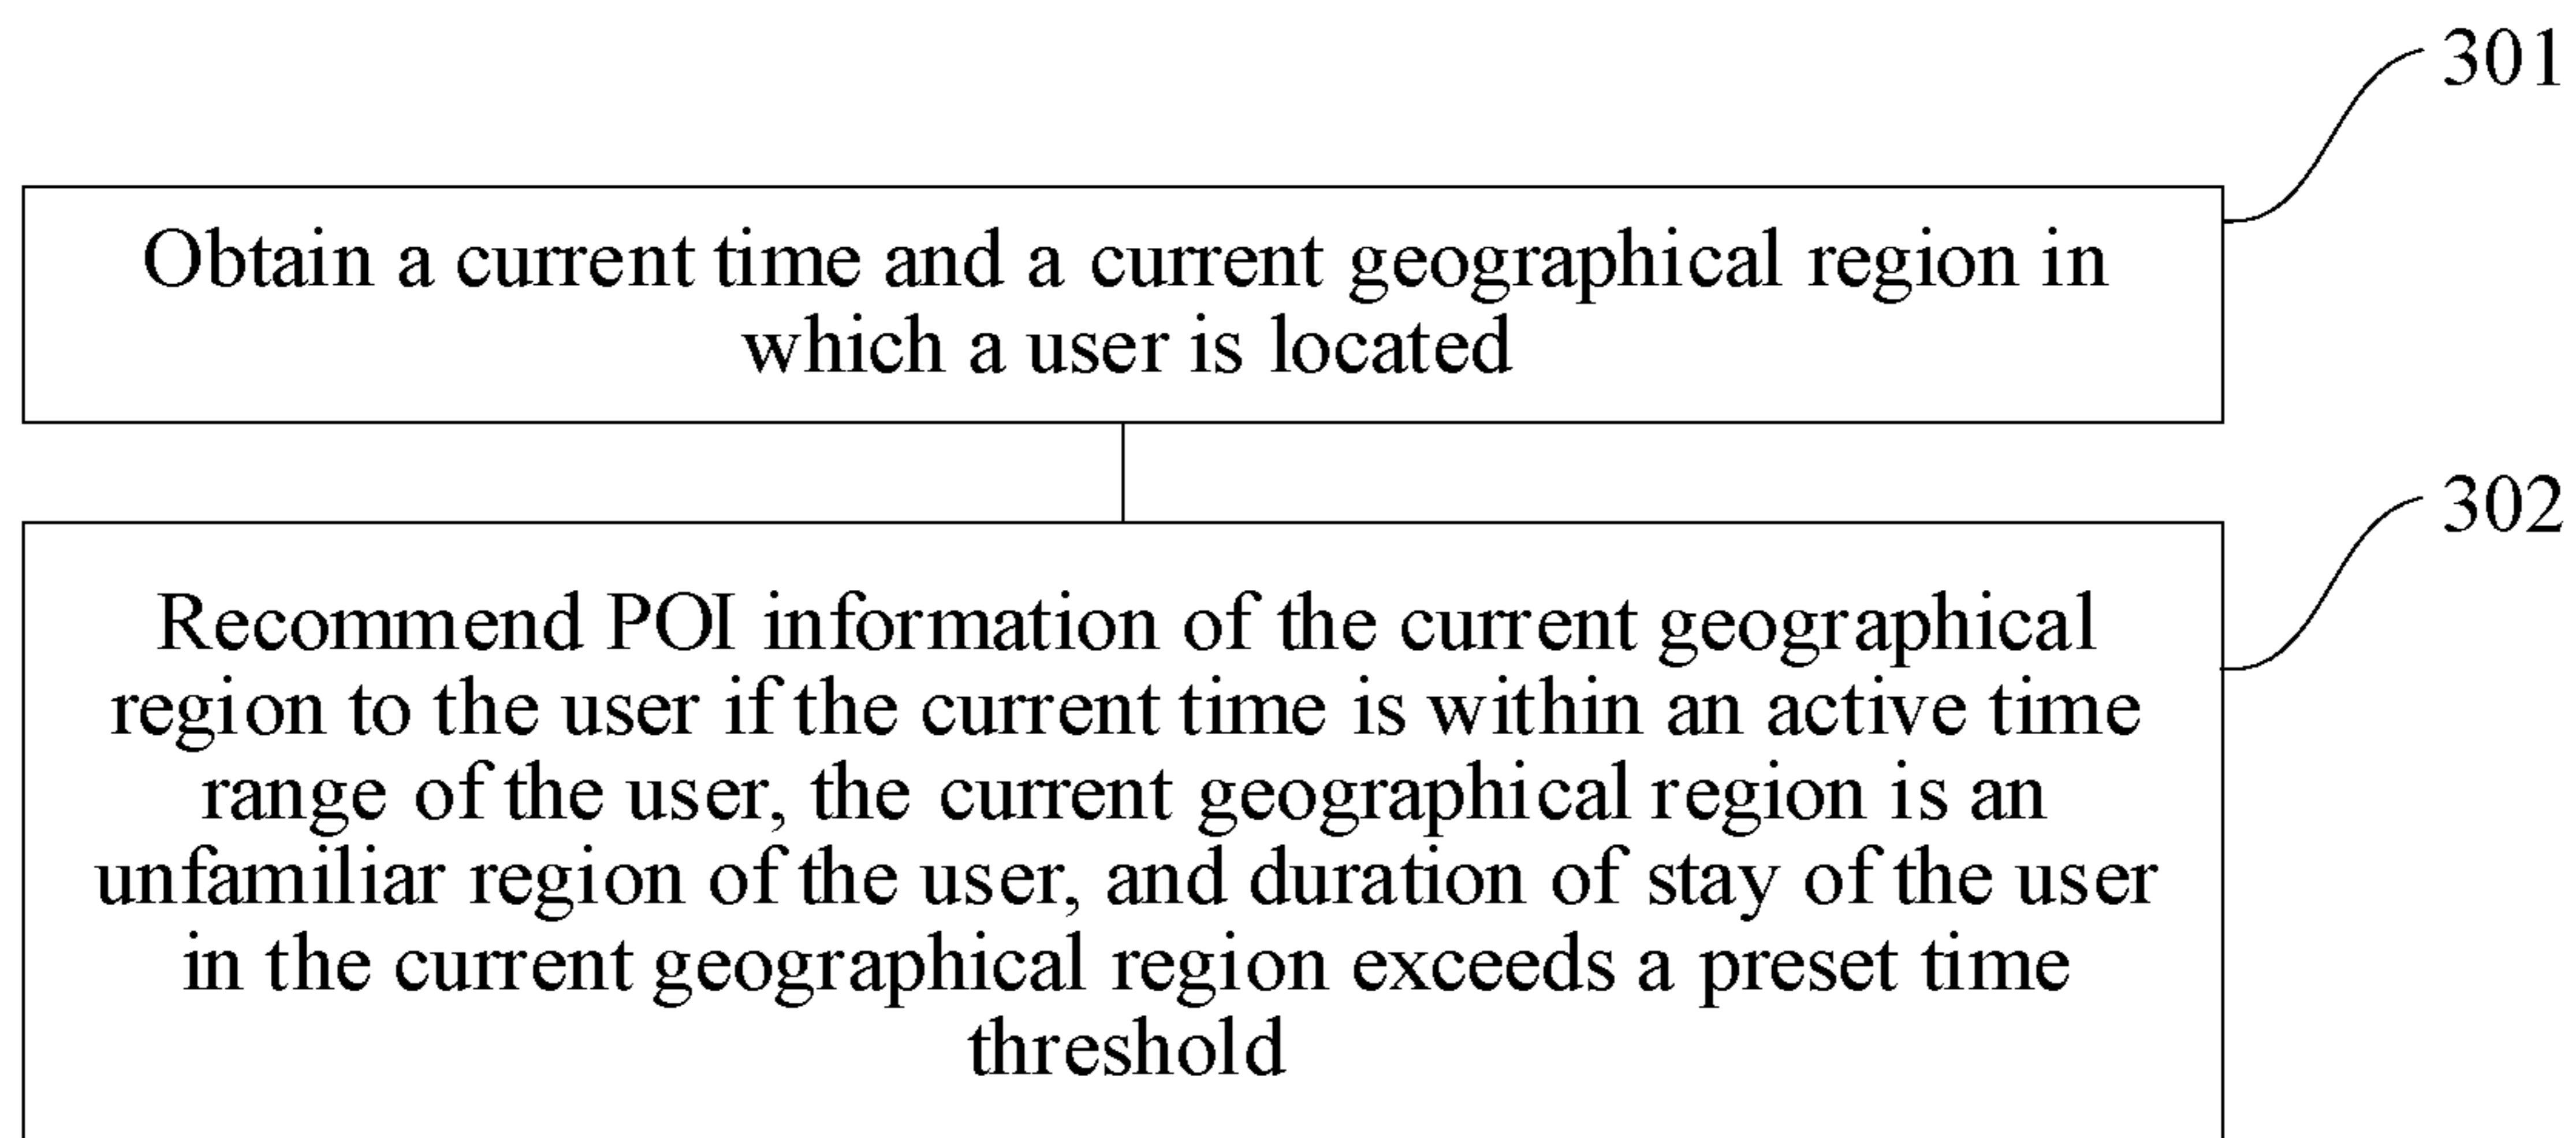 301
Obtain a current time and a current geographical region in
which a user is located
302
Recommend POI information of the current geographical
region to the user if the current time is within an active time
range of the user, the current geographical region is an
unfamiliar region of the user, and duration of stay of the user
in the current geographical region exceeds a preset time
threshold